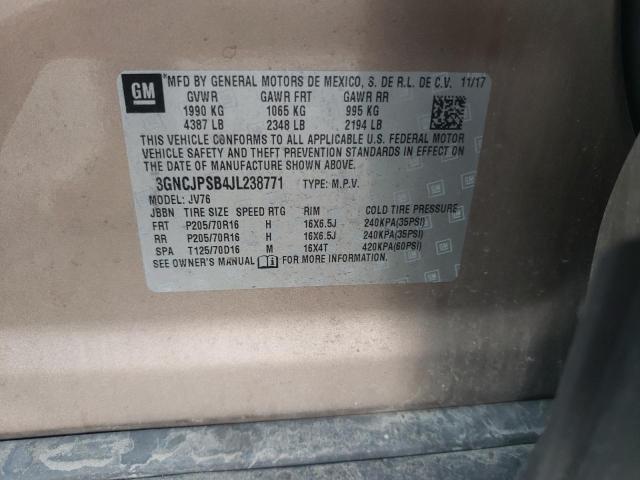 GM
*MFD BY GENERAL MOTORS DE MEXICO, S. DE R.L. DE C.V. 11/17
GVWR GAWR FRT GAWR RR
1990 KG 1065 KG 995 KG
4387 LB 2348 LB 2194 LB
THIS VEHICLE CONFORMS TO ALL APPLICABLE U.S. FEDERAL MOTOR
VEHICLE SAFETY AND THEFT PREVENTION STANDARDS IN EFFECT ON
THE DATE OF MANUFACTURE SHOWN ABOVE.
3GNCJPSB4JL238771 TYPE: M.P.V.
MODEL: JV76
JBBN TIRE SIZE SPEED RTG RIM COLD TIRE PRESSURE
FRT P205/70R16 H 16X6.5J 240KPA(35PSI)
RR P205/70R16 H 16X6.5J 240KPA(35PSI)
SPA T125/70D16 M 16X4T 420KPA(60PSI)
SEE OWNER'S MANUAL FOR MORE INFORMATION.